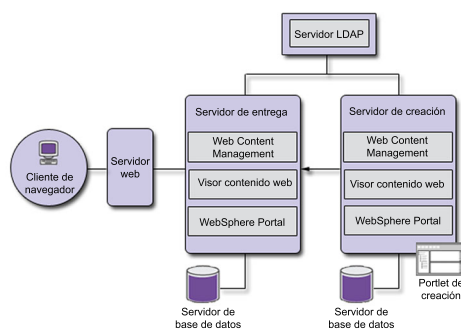 Servidor LDAP
Servidor de entrega
Servidor de creación
Web Content
Management
Web Content
Management
Servidor
web
Cliente de
navegador
Visor contenido web
Visor contenido web
WebSphere Portal
WebSphere Portal
Portlet de
creación
Servidor de
base de datos
Servidor de
base de datos